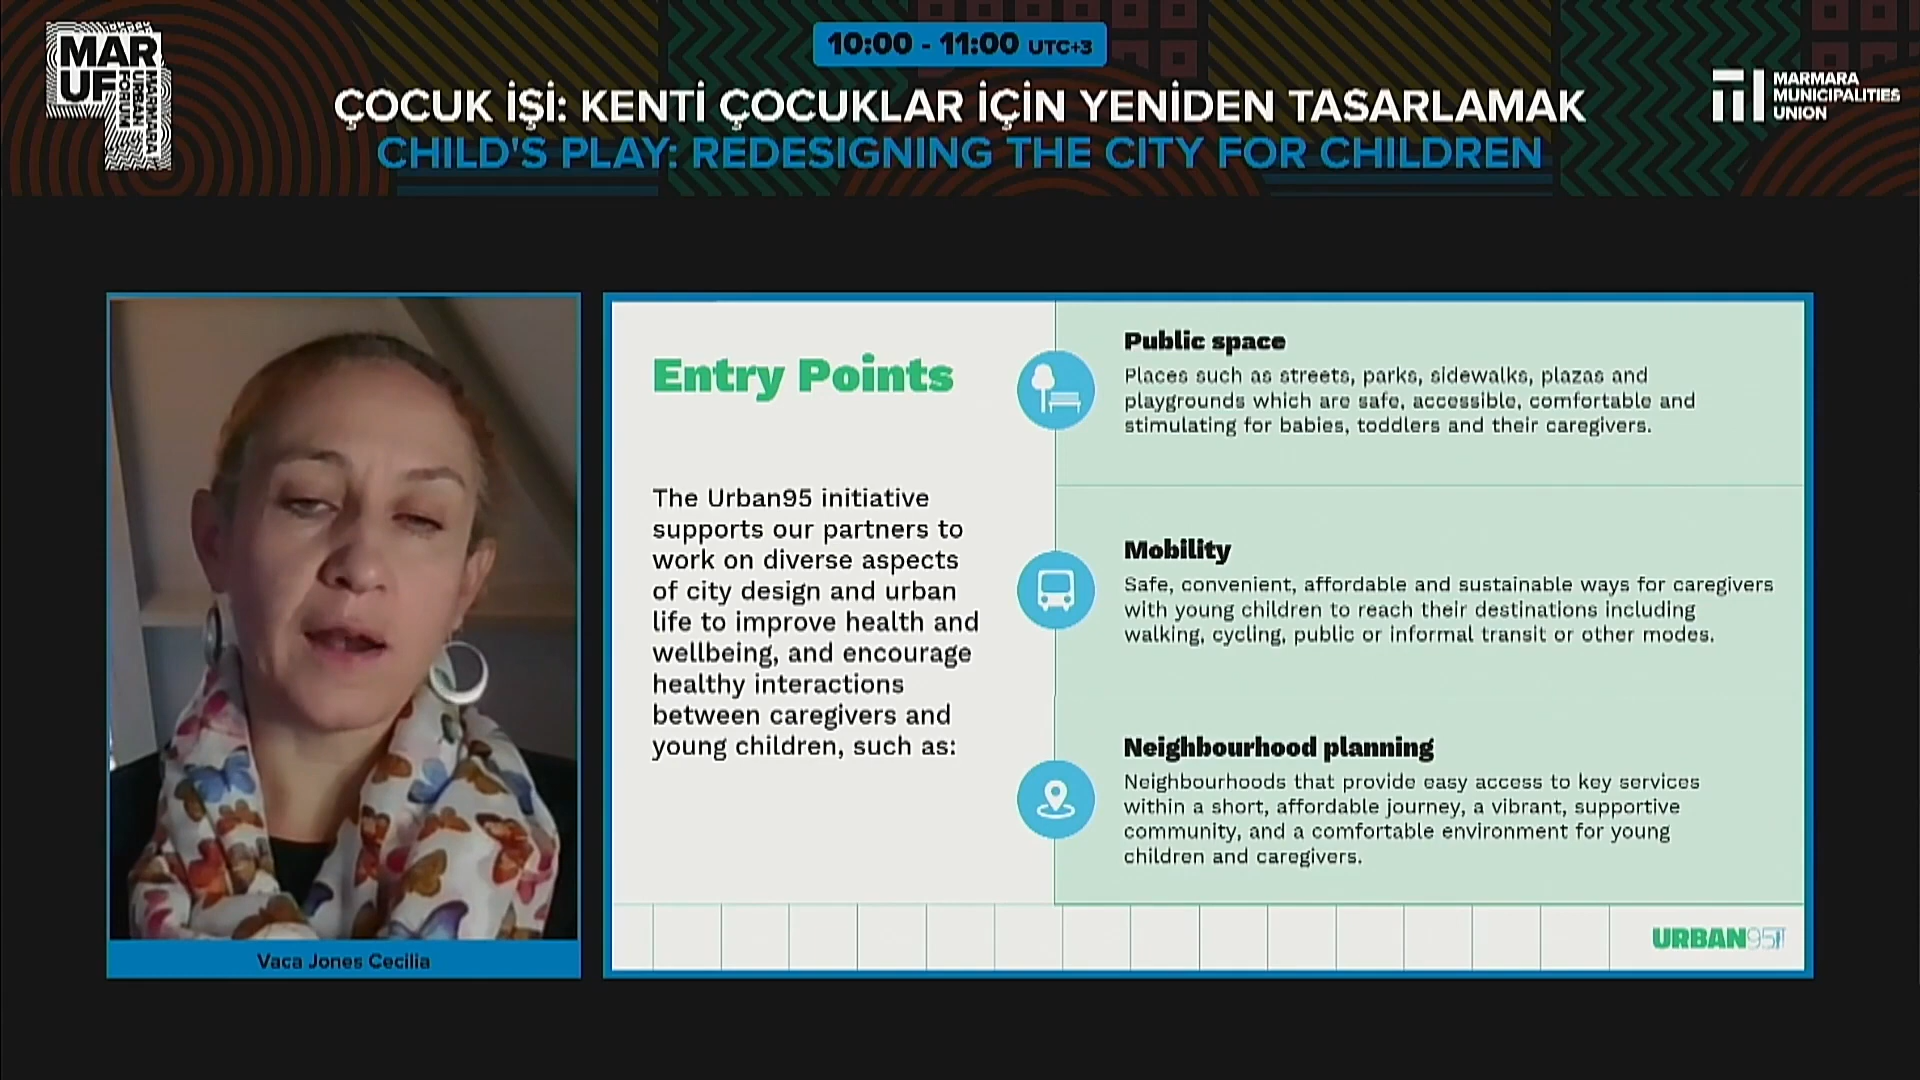 MAR
UF
MARMARA
URBAN
FORUM
10:00 - 11:00 UTC+3
ÇOCUK İŞİ: KENTİ ÇOCUKLAR İÇİN YENİDEN TASARLAMAK
CHILD'S PLAY: REDESIGNING THE CITY FOR CHILDREN
MARMARA
MUNICIPALITIES
UNION
Vaca Jones Cecilia
Entry Points
The Urban95 initiative
supports our partners to
work on diverse aspects
of city design and urban
life to improve health and
wellbeing, and encourage
healthy interactions
between caregivers and
young children, such as:
Public space
Places such as streets, parks, sidewalks, plazas and
playgrounds which are safe, accessible, comfortable and
stimulating for babies, toddlers and their caregivers.
Mobility
Safe, convenient, affordable and sustainable ways for caregivers
with young children to reach their destinations including
walking, cycling, public or informal transit or other modes.
Neighbourhood planning
Neighbourhoods that provide easy access to key services
within a short, affordable journey, a vibrant, supportive
community, and a comfortable environment for young
children and caregivers.
URBAN95